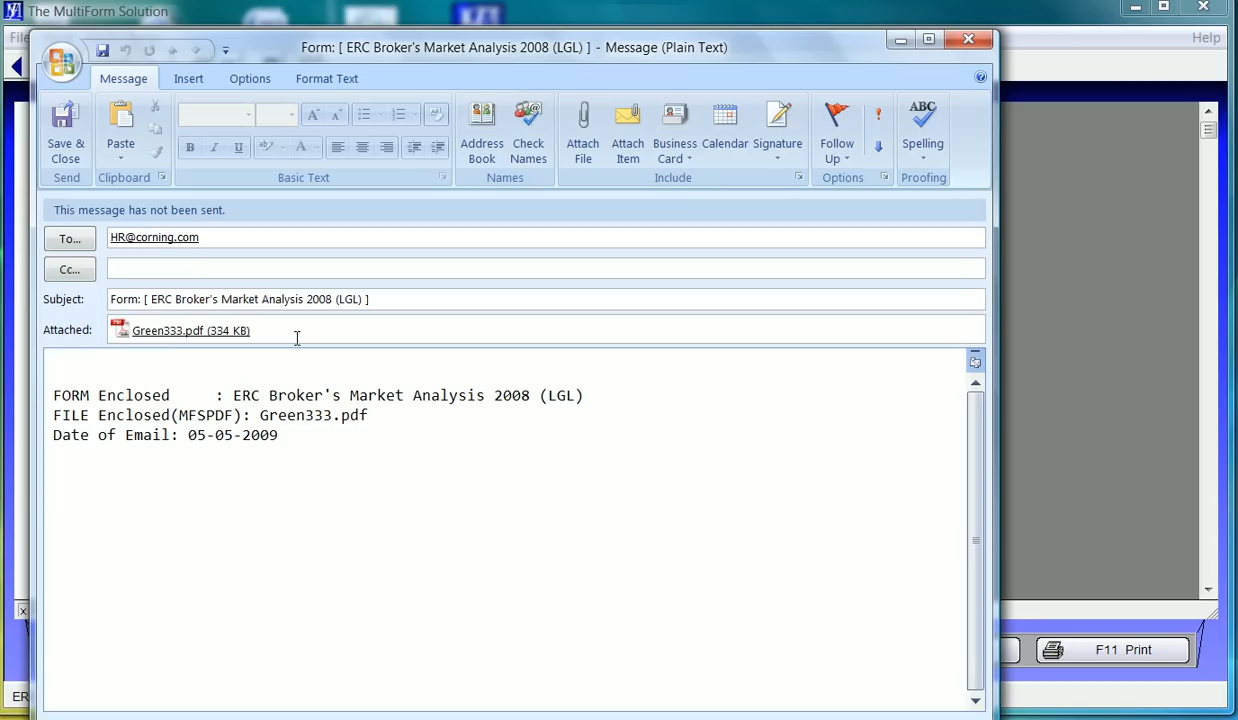 The MultiForm Solution
File
Help
Form: [ ERC Broker's Market Analysis 2008 (LGL) ] - Message (Plain Text)
Message Insert Options Format Text
Save & Close
Paste
Address Book
Check Names
Attach File
Attach Item
Business Card
Calendar
Signature
Follow Up
ABC
Spelling
Send
Clipboard
Basic Text
Names
Include
Options
Proofing
This message has not been sent.
To... HR@corning.com
Cc...
Subject: Form: [ ERC Broker's Market Analysis 2008 (LGL) ]
Attached: Green333.pdf (334 KB)
FORM Enclosed : ERC Broker's Market Analysis 2008 (LGL)
FILE Enclosed(MFSPDF): Green333.pdf
Date of Email: 05-05-2009
F11 Print